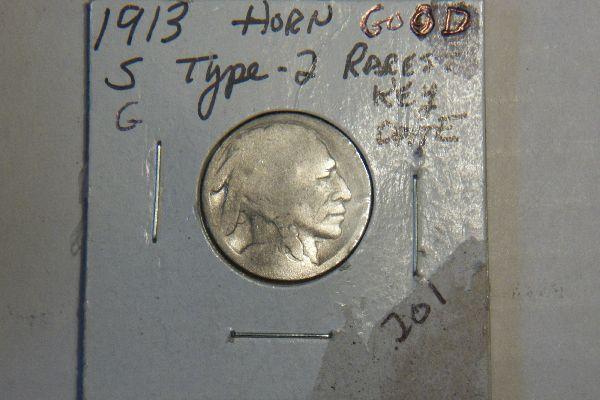 1913 HORN GOOD
S Type-2 RAREST
G KEY
DATE
201